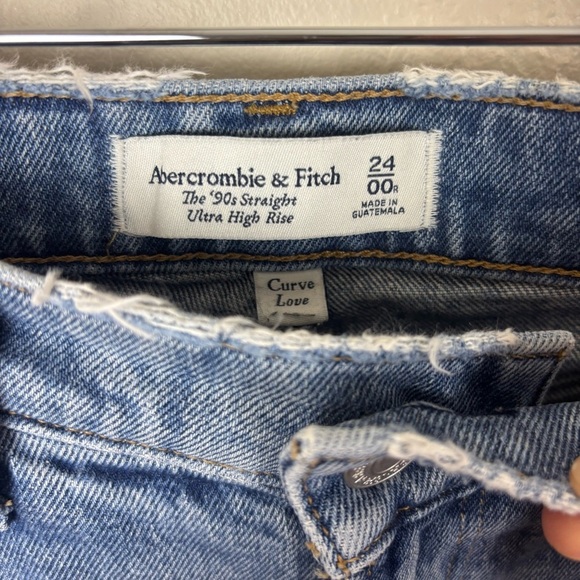 Abercrombie & Fitch
The '90s Straight
Ultra High Rise
24
00R
MADE IN
GUATEMALA
Curve
Love